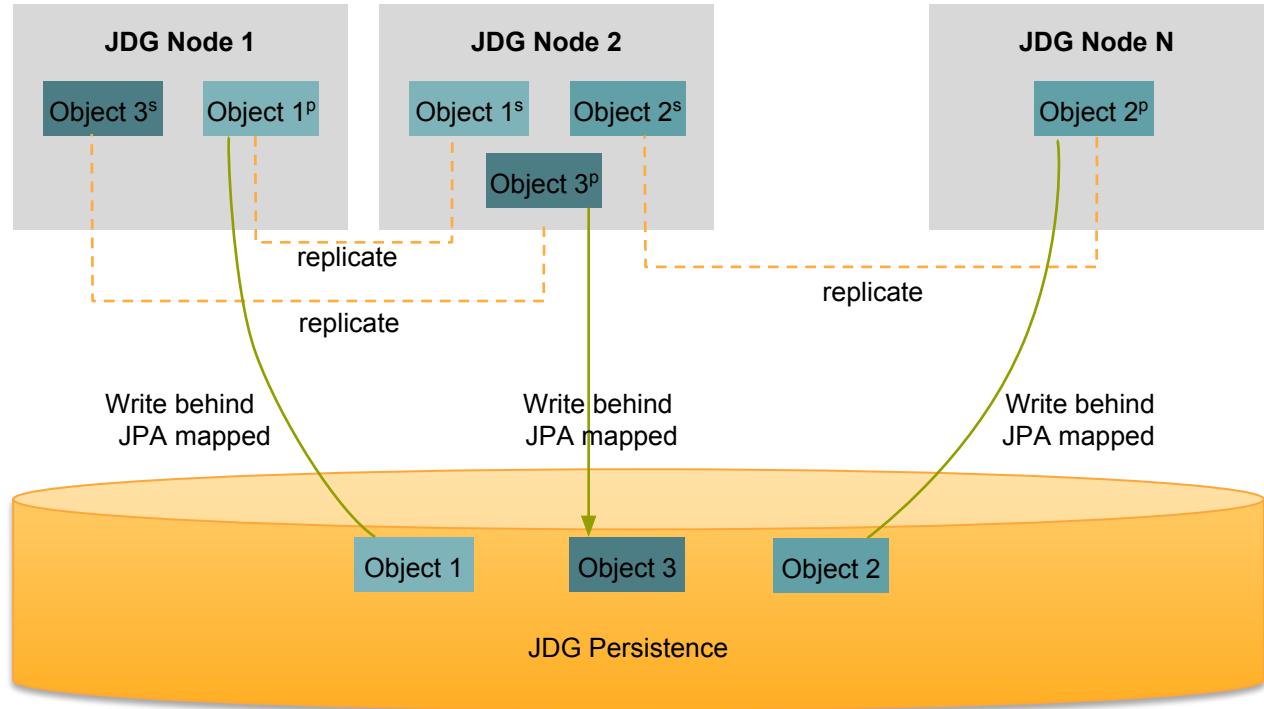 JDG Node 1
JDG Node 2
JDG Node N
Object 3ˢ
Object 1ᵖ
Object 1ˢ
Object 2ˢ
Object 2ᵖ
Object 3ᵖ
replicate
replicate
replicate
Write behind
JPA mapped
Write behind
JPA mapped
Write behind
JPA mapped
Object 1
Object 3
Object 2
JDG Persistence